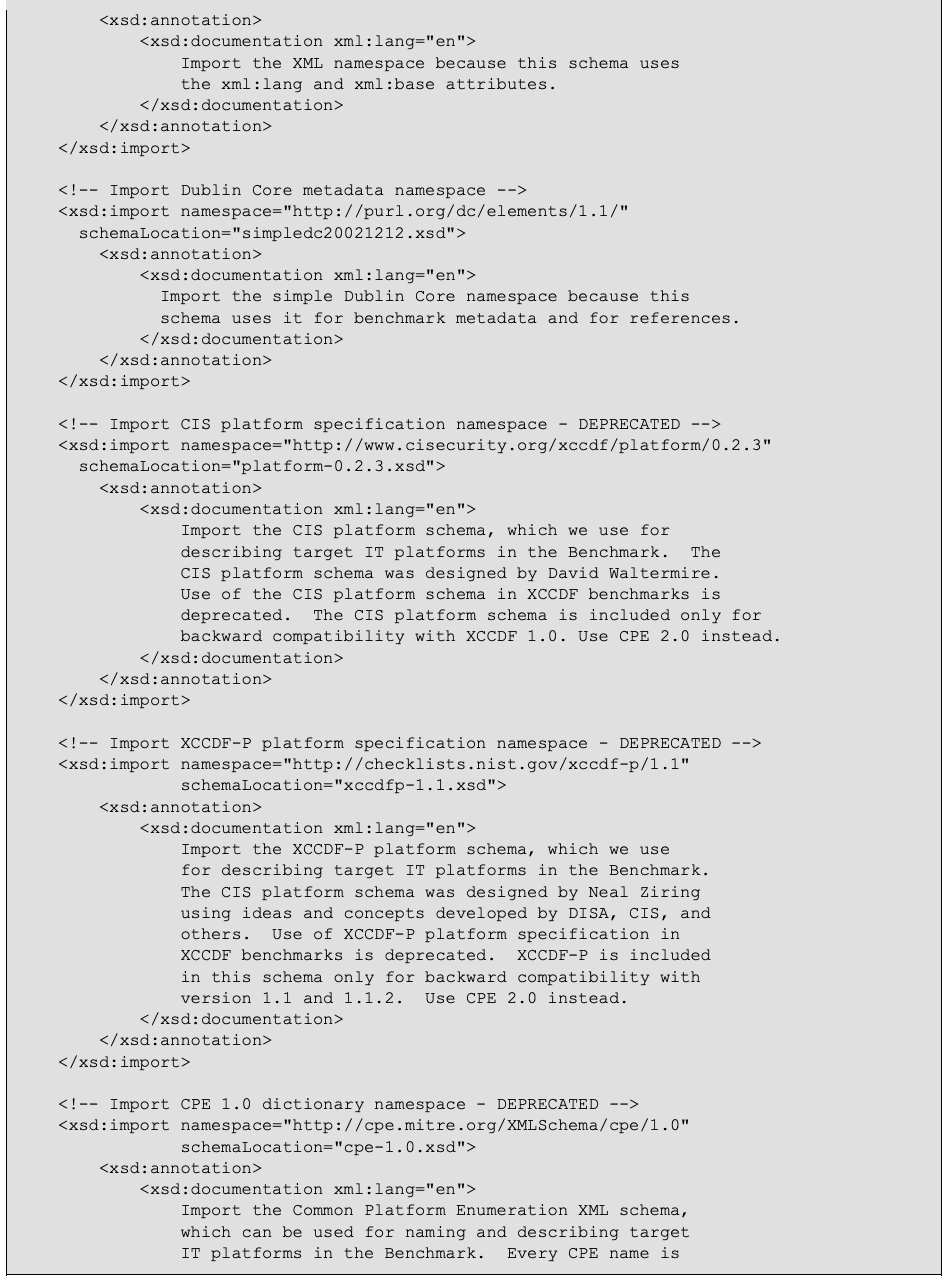 <xsd:annotation>
<xsd:documentation xml:lang="en">
Import the XML namespace because this schema uses
the xml:lang and xml:base attributes.
</xsd:documentation>
</xsd:annotation>
</xsd:import>
<!-- Import Dublin Core metadata namespace -->
<xsd:import namespace="http://purl.org/dc/elements/1.1/"
schemaLocation="simpledc20021212.xsd">
<xsd:annotation>
<xsd:documentation xml:lang="en">
Import the simple Dublin Core namespace because this
schema uses it for benchmark metadata and for references.
</xsd:documentation>
</xsd:annotation>
</xsd:import>
<!-- Import CIS platform specification namespace - DEPRECATED -->
<xsd:import namespace="http://www.cisecurity.org/xccdf/platform/0.2.3"
schemaLocation="platform-0.2.3.xsd">
<xsd:annotation>
<xsd:documentation xml:lang="en">
Import the CIS platform schema, which we use for
describing target IT platforms in the Benchmark.  The
CIS platform schema was designed by David Waltermire.
Use of the CIS platform schema in XCCDF benchmarks is
deprecated.  The CIS platform schema is included only for
backward compatibility with XCCDF 1.0. Use CPE 2.0 instead.
</xsd:documentation>
</xsd:annotation>
</xsd:import>
<!-- Import XCCDF-P platform specification namespace - DEPRECATED -->
<xsd:import namespace="http://checklists.nist.gov/xccdf-p/1.1"
schemaLocation="xccdfp-1.1.xsd">
<xsd:annotation>
<xsd:documentation xml:lang="en">
Import the XCCDF-P platform schema, which we use
for describing target IT platforms in the Benchmark.
The CIS platform schema was designed by Neal Ziring
using ideas and concepts developed by DISA, CIS, and
others.  Use of XCCDF-P platform specification in
XCCDF benchmarks is deprecated.  XCCDF-P is included
in this schema only for backward compatibility with
version 1.1 and 1.1.2.  Use CPE 2.0 instead.
</xsd:documentation>
</xsd:annotation>
</xsd:import>
<!-- Import CPE 1.0 dictionary namespace - DEPRECATED -->
<xsd:import namespace="http://cpe.mitre.org/XMLSchema/cpe/1.0"
schemaLocation="cpe-1.0.xsd">
<xsd:annotation>
<xsd:documentation xml:lang="en">
Import the Common Platform Enumeration XML schema,
which can be used for naming and describing target
IT platforms in the Benchmark.  Every CPE name is